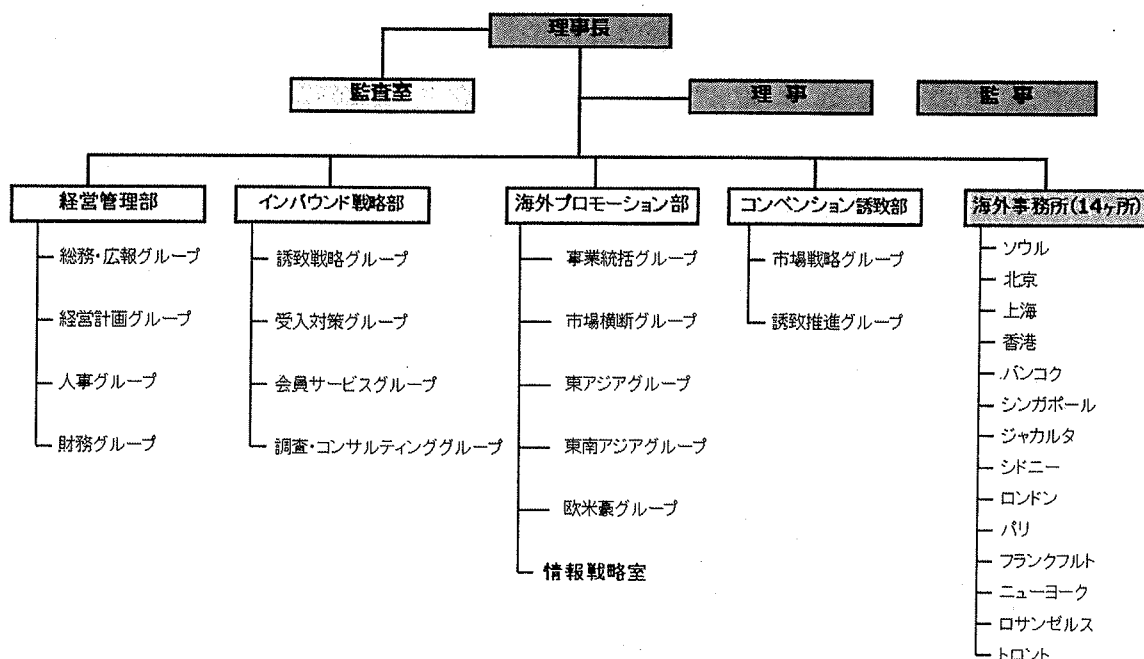 理事長
監査室
理事
監事
経営管理部
総務・広報グループ
経営計画グループ
人事グループ
財務グループ
インバウンド戦略部
誘致戦略グループ
受入対策グループ
会員サービスグループ
調査・コンサルティンググループ
海外プロモーション部
事業統括グループ
市場横断グループ
東アジアグループ
東南アジアグループ
欧米豪グループ
情報戦略室
コンベンション誘致部
市場戦略グループ
誘致推進グループ
海外事務所(14ヶ所)
ソウル
北京
上海
香港
バンコク
シンガポール
ジャカルタ
シドニー
ロンドン
パリ
フランクフルト
ニューヨーク
ロサンゼルス
トロント